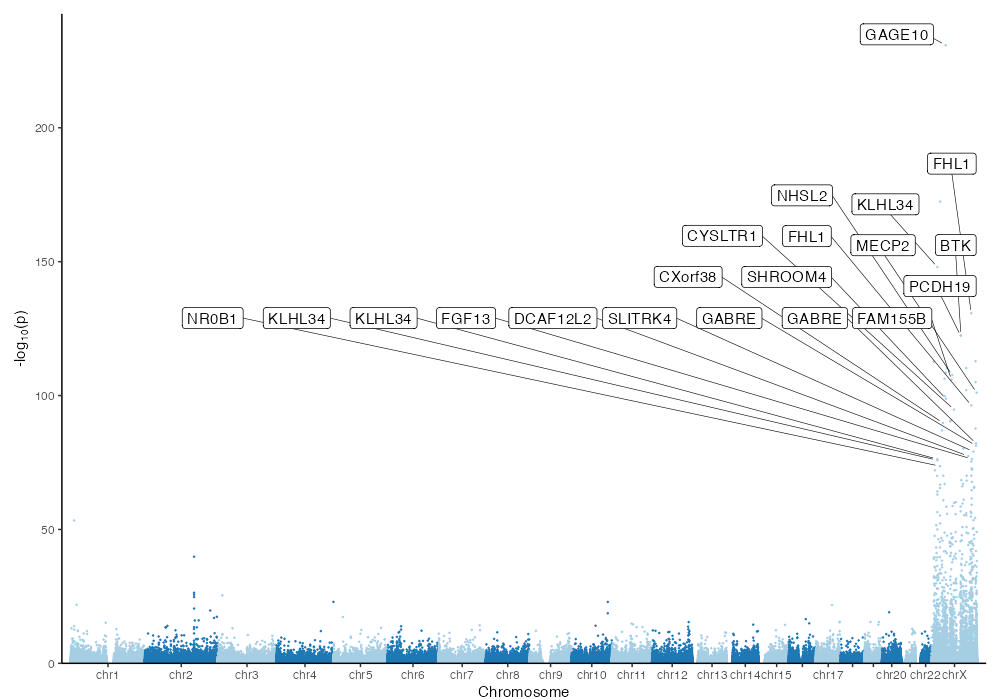 GAGE10
200
FHL1
NHSL2
KLHL34
CYSLTR1
FHL1
MECP2
BTK
150
CXorf38
SHROOM4
PCDH19
NR0B1
KLHL34
KLHL34
FGF13
DCAF12L2
SLITRK4
GABRE
GABRE
FAM155B
-log10(p)
100
50
0
chr1
chr2
chr3
chr4
chr5
chr6
chr7
chr8
chr9
chr10
chr11
chr12
chr13
chr14
chr15
chr17
chr20
chr22
chrX
Chromosome